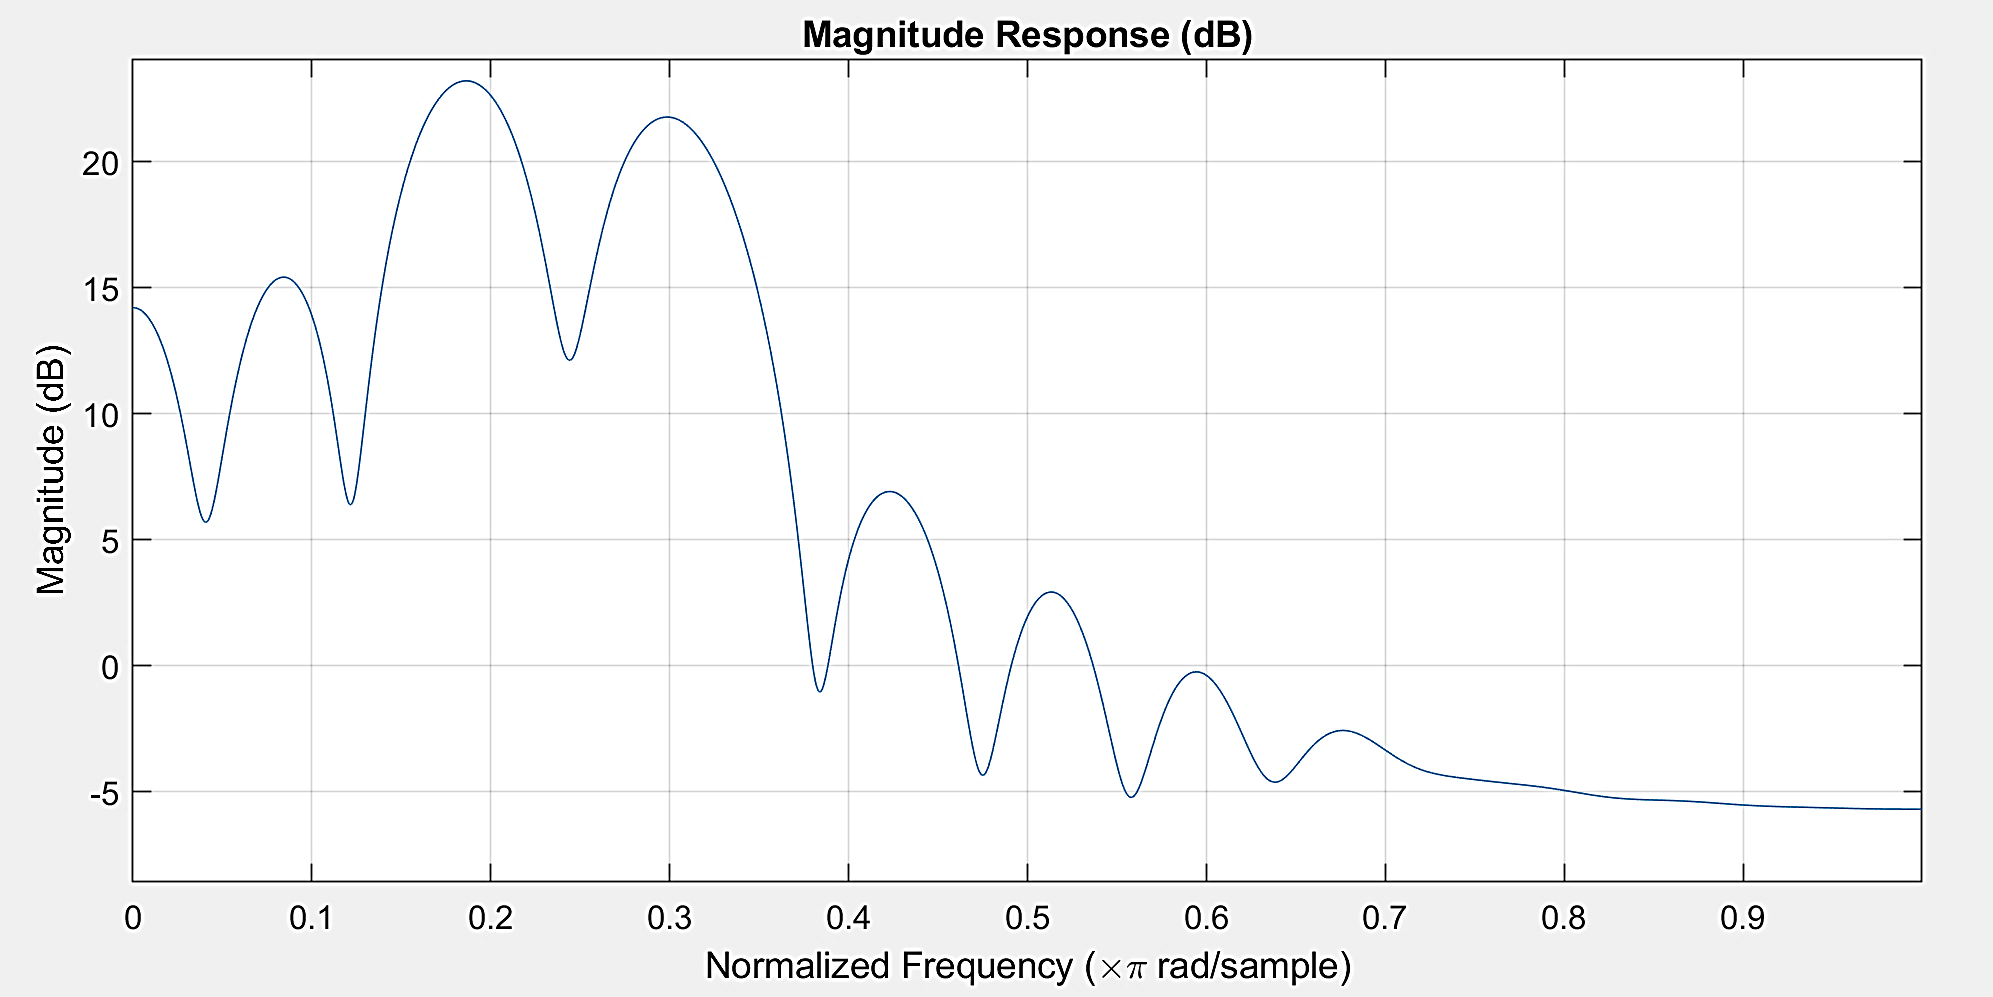 Magnitude Response (dB)
20
15
10
5
0
-5
Magnitude (dB)
0 0.1 0.2 0.3 0.4 0.5 0.6 0.7 0.8 0.9
Normalized Frequency (×π rad/sample)